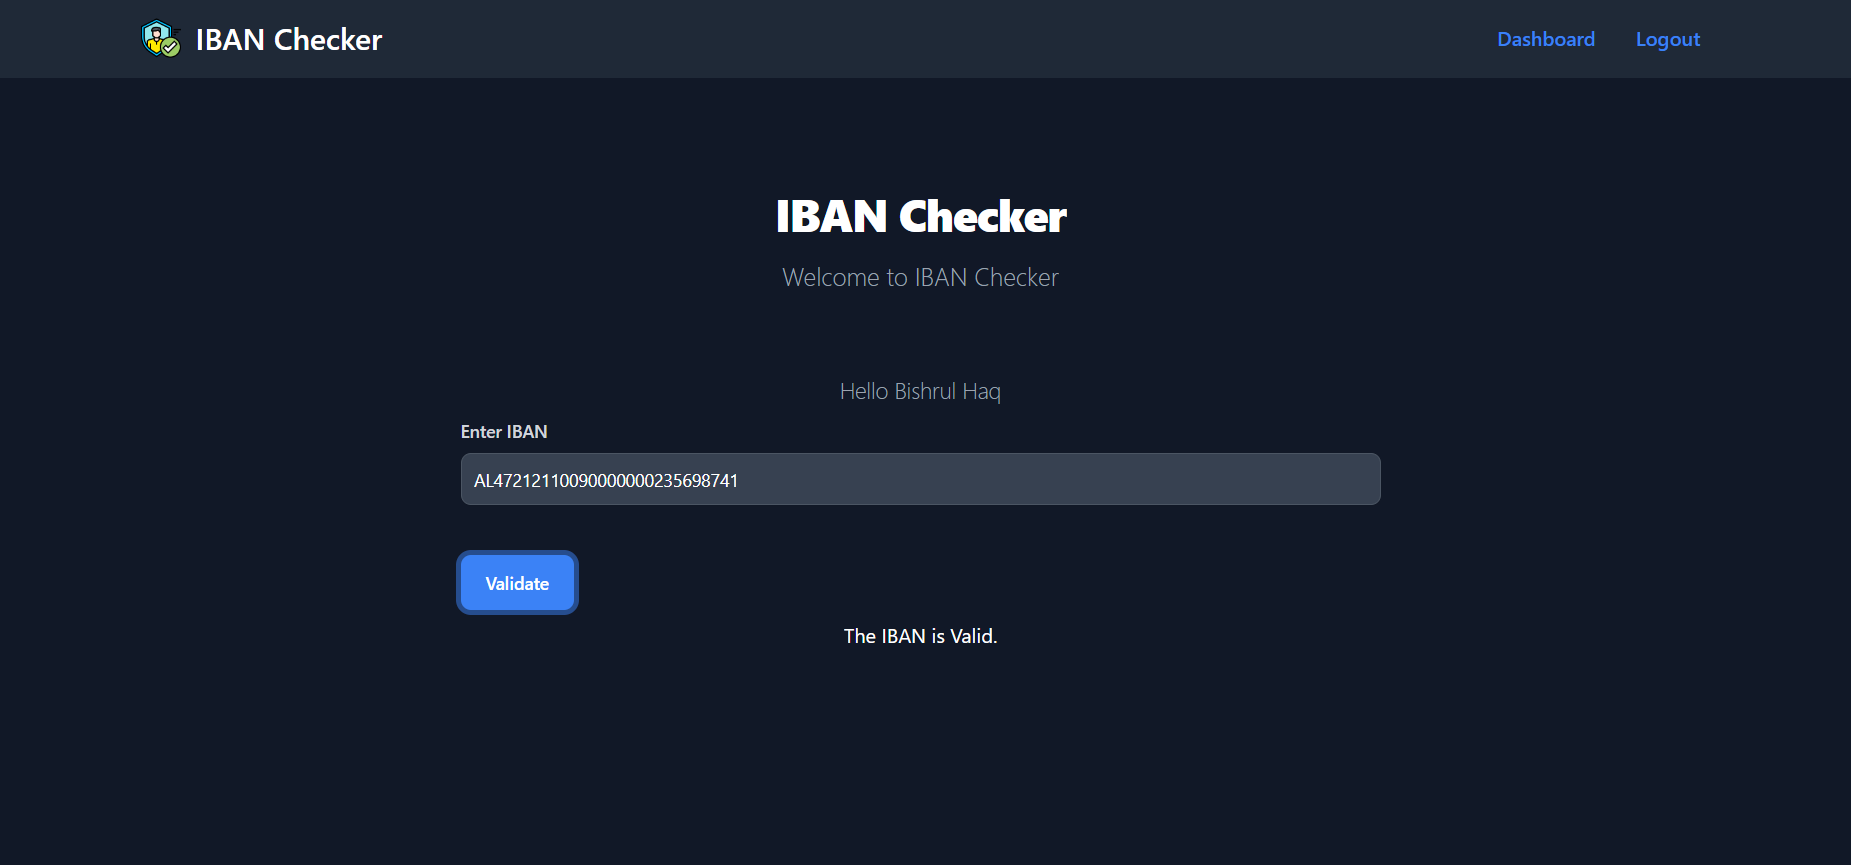 IBAN Checker
Dashboard
Logout
IBAN Checker
Welcome to IBAN Checker
Hello Bishrul Haq
Enter IBAN
AL47212110090000000235698741
Validate
The IBAN is Valid.